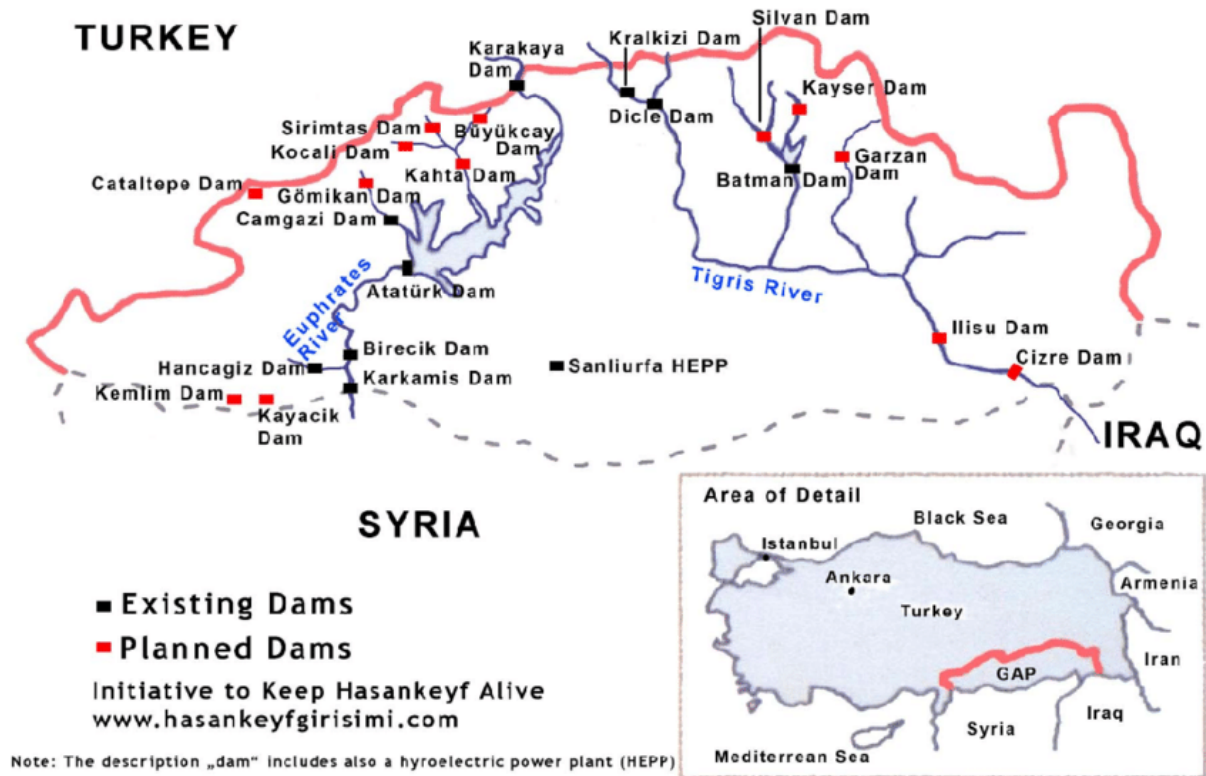 TURKEY
Silvan Dam
Karakaya
Dam
Kralkizi Dam
Kayser Dam
Sirimtas Dam
Büyükcay
Dam
Dicle Dam
Kocali Dam
Garzan
Dam
Cataltepe Dam
Kahta Dam
Batman Dam
Gömikan Dam
Camgazi Dam
Euphrates
River
Atatürk Dam
Tigris River
Ilisu Dam
Birecik Dam
Hancagiz Dam
Sanliurfa HEPP
Cizre Dam
Karkamis Dam
Kemlim Dam
Kayacik
Dam
IRAQ
SYRIA
Area of Detail
Black Sea
Georgia
Istanbul
Ankara
Armenia
Turkey
Iran
GAP
Syria
Iraq
Mediterrean Sea
Existing Dams
Planned Dams
Initiative to Keep Hasankeyf Alive
www.hasankeyfgirisimi.com
Note: The description „dam“ includes also a hyroelectric power plant (HEPP)